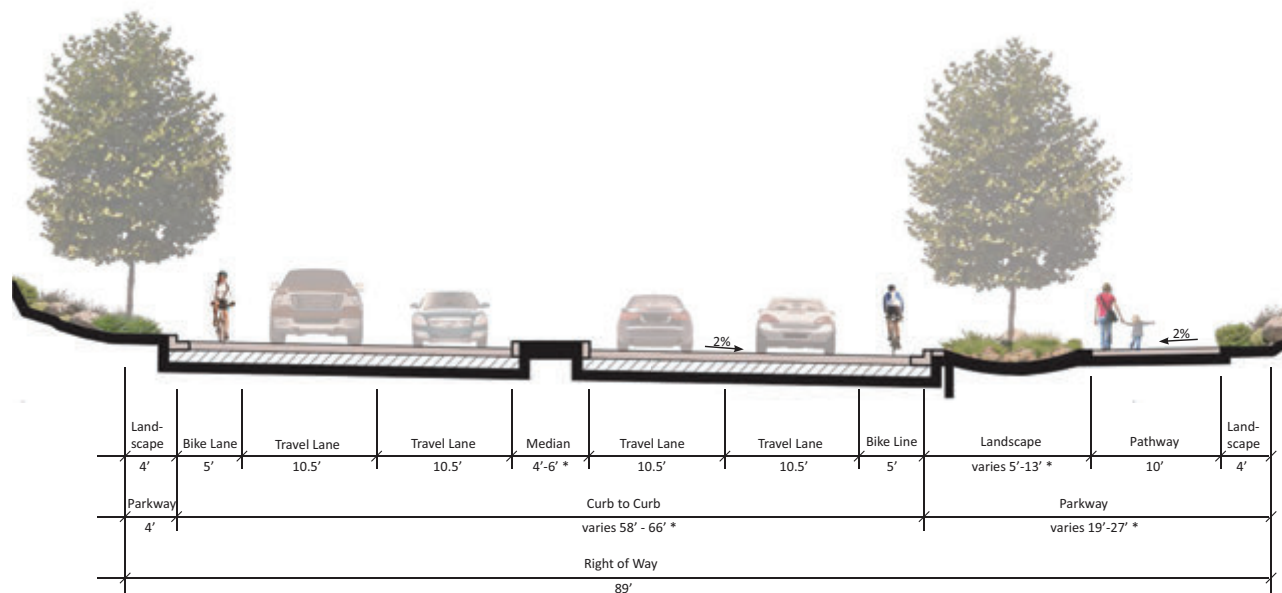 2%
2%
Land-
scape
Bike Lane
Travel Lane
Travel Lane
Median
Travel Lane
Travel Lane
Bike Line
Landscape
Pathway
Land-
scape
4’
5’
10.5’
10.5’
4’-6’ *
10.5’
10.5’
5’
varies 5’-13’ *
10’
4’
Parkway
Curb to Curb
Parkway
4’
varies 58’ - 66’ *
varies 19’-27’ *
Right of Way
89’